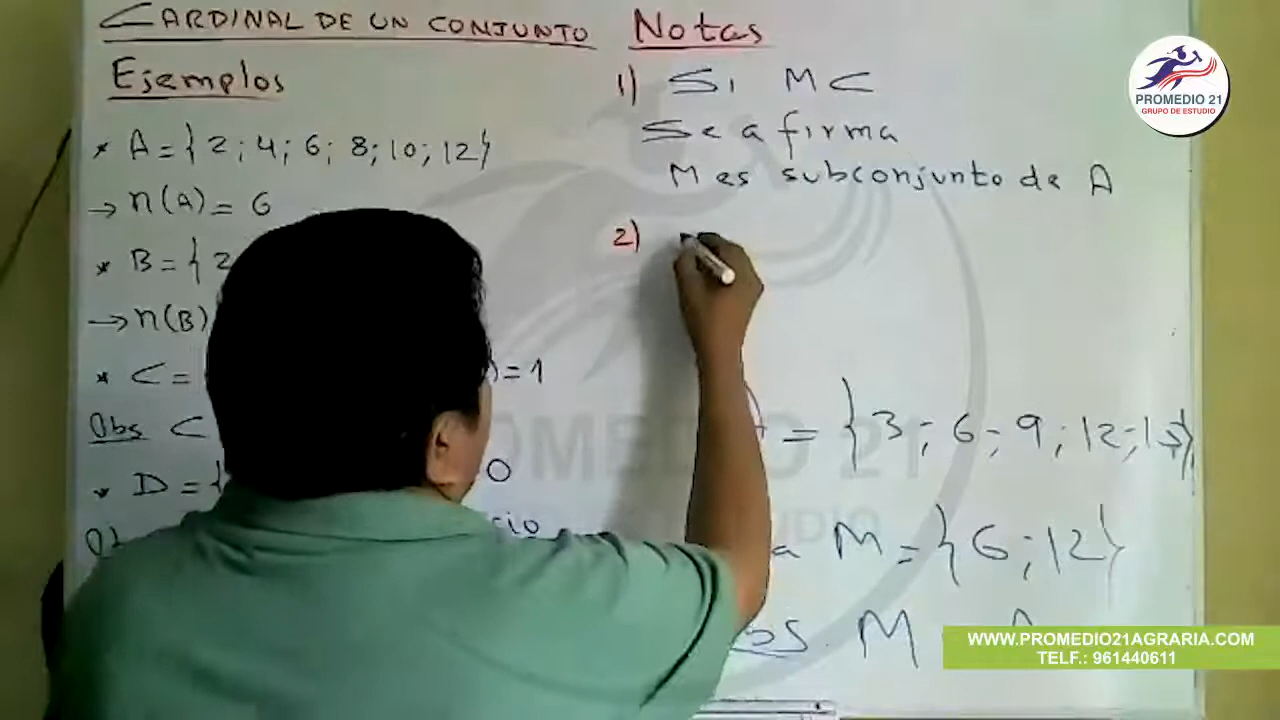 CARDINAL DE UN CONJUNTO
Ejemplos
* A = { 2 ; 4 ; 6 ; 8 ; 10 ; 12 }
→ n(A) = 6
* B = { 2
→ n(B)
* C = ) = 1
Obs C
* D = { 0
Notas
1) Si M C
Se afirma
M es subconjunto de A
2)
= { 3 ; 6 ; 9 ; 12 ; 15 }
a M = { 6 ; 12 }
M
PROMEDIO 21
GRUPO DE ESTUDIO
WWW.PROMEDIO21AGRARIA.COM
TELF.: 961440611